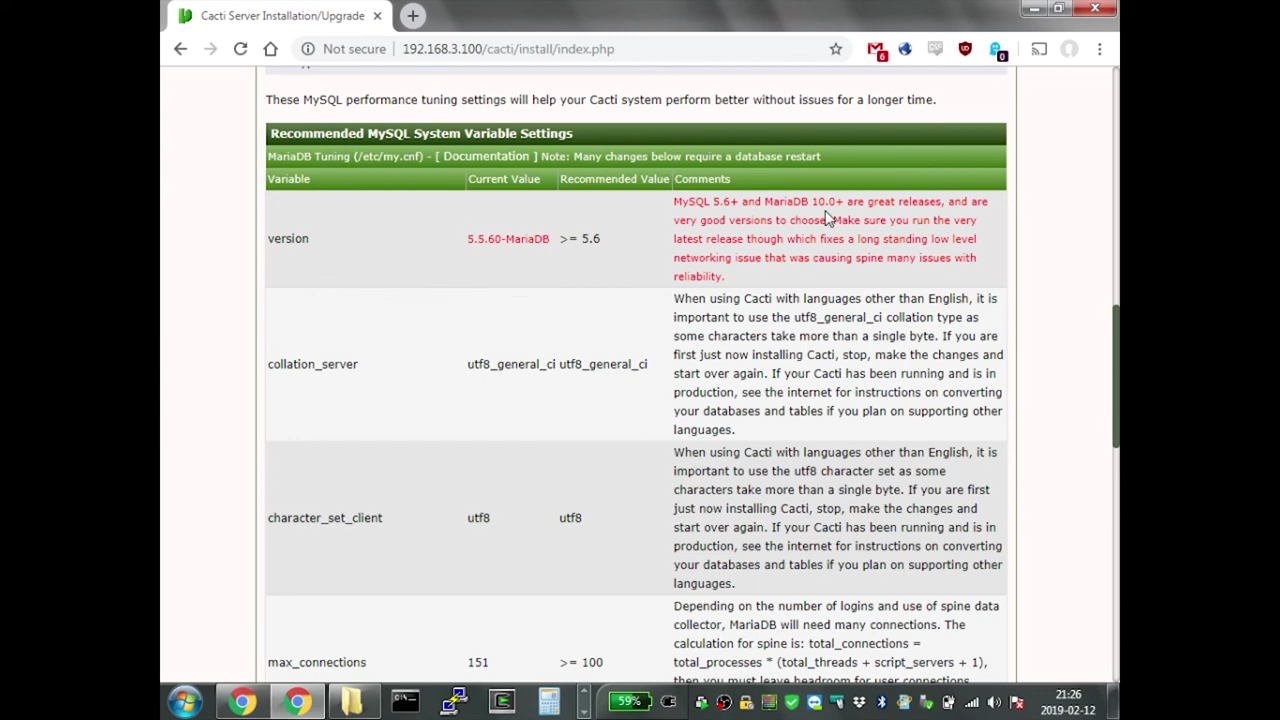 Cacti Server Installation/Upgrade
Not secure 192.168.3.100/cacti/install/index.php
6
0
These MySQL performance tuning settings will help your Cacti system perform better without issues for a longer time.
Recommended MySQL System Variable Settings
MariaDB Tuning (/etc/my.cnf) - [ Documentation ] Note: Many changes below require a database restart
Variable Current Value Recommended Value Comments
version 5.5.60-MariaDB >= 5.6
MySQL 5.6+ and MariaDB 10.0+ are great releases, and are
very good versions to choose. Make sure you run the very
latest release though which fixes a long standing low level
networking issue that was causing spine many issues with
reliability.
collation_server utf8_general_ci utf8_general_ci
When using Cacti with languages other than English, it is
important to use the utf8_general_ci collation type as
some characters take more than a single byte. If you are
first just now installing Cacti, stop, make the changes and
start over again. If your Cacti has been running and is in
production, see the internet for instructions on converting
your databases and tables if you plan on supporting other
languages.
character_set_client utf8 utf8
When using Cacti with languages other than English, it is
important to use the utf8 character set as some
characters take more than a single byte. If you are first
just now installing Cacti, stop, make the changes and
start over again. If your Cacti has been running and is in
production, see the internet for instructions on converting
your databases and tables if you plan on supporting other
languages.
max_connections 151 >= 100
Depending on the number of logins and use of spine data
collector, MariaDB will need many connections. The
calculation for spine is: total_connections =
total_processes * (total_threads + script_servers + 1),
then you must leave headroom for user connections,
59%
21:26
2019-02-12